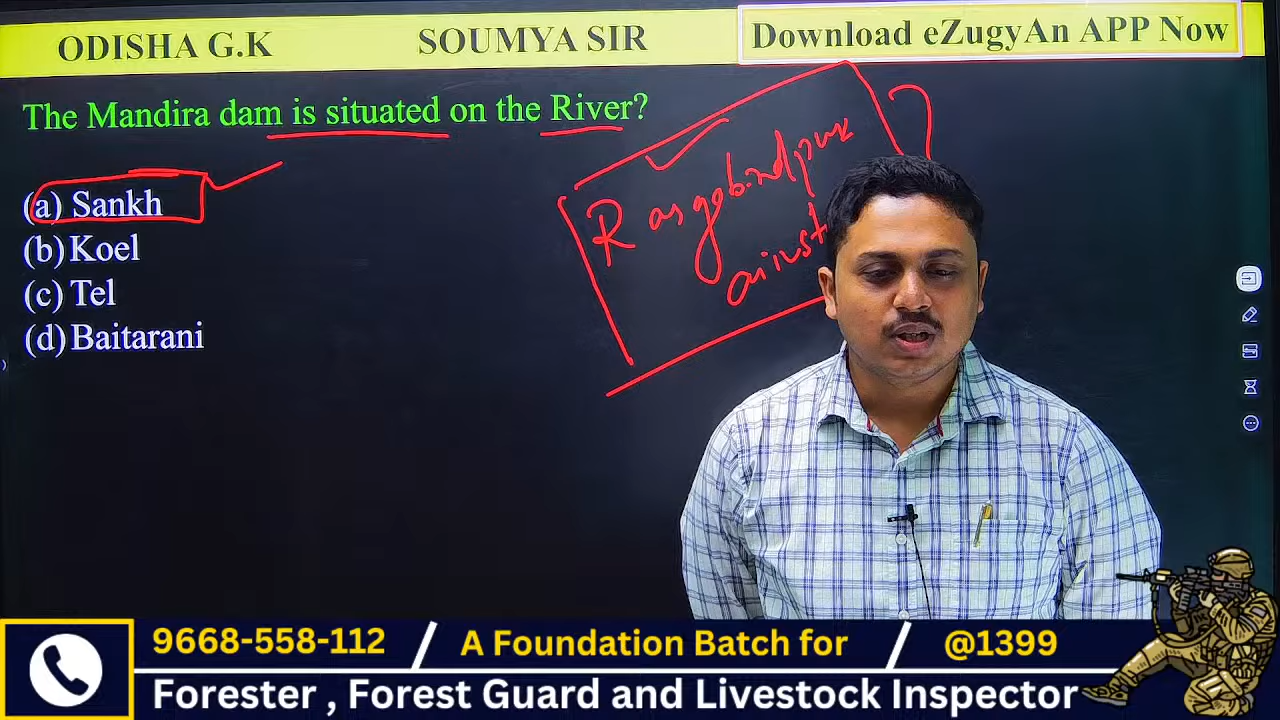 ODISHA G.K SOUMYA SIR Download eZugyAn APP Now
The Mandira dam is situated on the River?
(a) Sankh
(b) Koel
(c) Tel
(d) Baitarani
Rasgobindpur
9668-558-112 / A Foundation Batch for / @1399
Forester , Forest Guard and Livestock Inspector